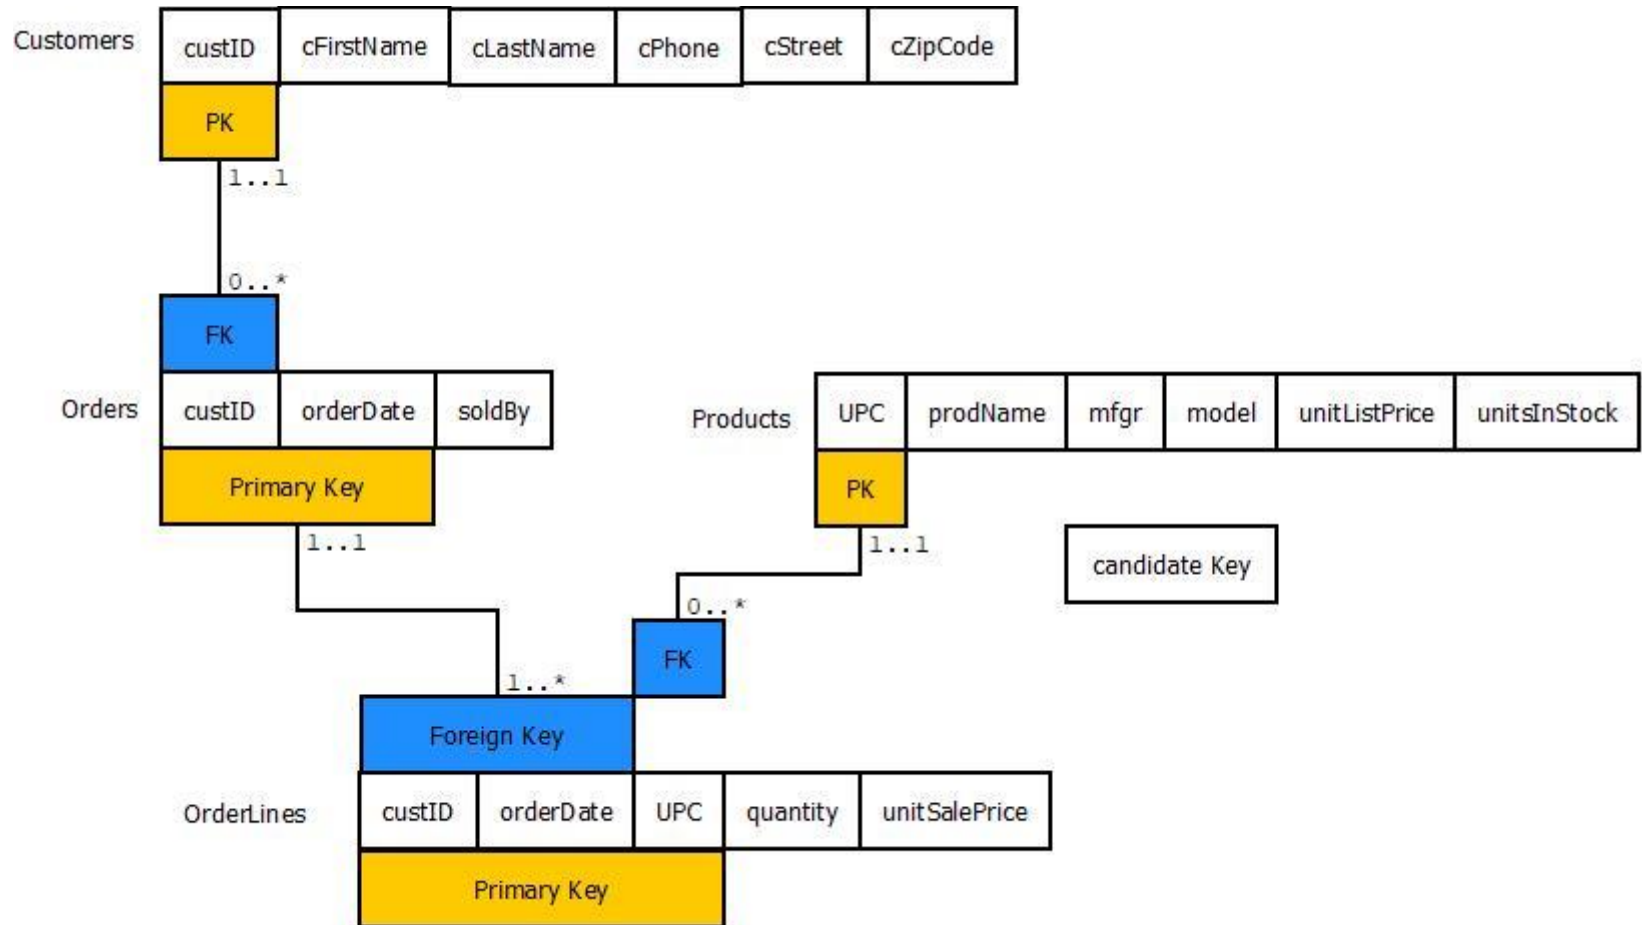 Customers custID cFirstName cLastName cPhone cStreet cZipCode
PK
1..1
0..*
FK
Orders custID orderDate soldBy
Primary Key
1..1
Products UPC prodName mfgr model unitListPrice unitsInStock
PK
1..1
candidate Key
0..*
FK
1..*
Foreign Key
OrderLines custID orderDate UPC quantity unitSalePrice
Primary Key